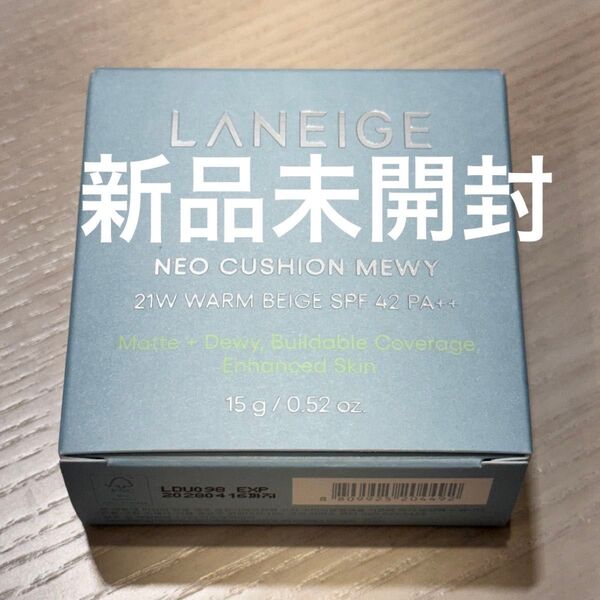 LANEIGE
新品未開封
NEO CUSHION MEWY
21W WARM BEIGE SPF 42 PA++
Matte + Dewy, Buildable Coverage,
Enhanced Skin
15 g / 0.52 oz.
LDU098 EXP
20280416까지